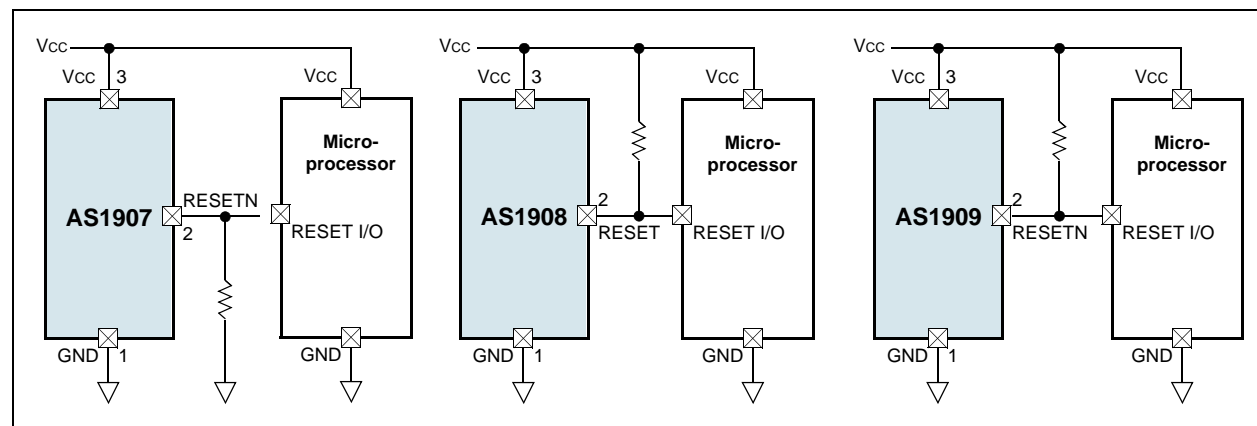 VCC
VCC 3
VCC
Micro-
processor
AS1907
RESETN
2
RESET I/O
GND 1
GND
VCC
VCC 3
VCC
Micro-
processor
AS1908
2
RESET
RESET I/O
GND 1
GND
VCC
VCC 3
VCC
Micro-
processor
AS1909
2
RESETN
RESET I/O
GND 1
GND